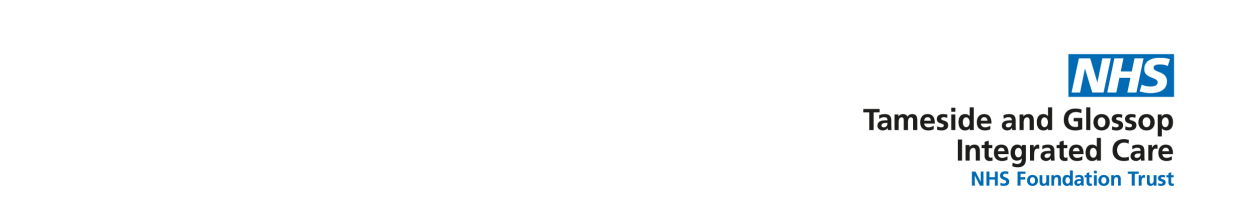 NHS
Tameside and Glossop
Integrated Care
NHS Foundation Trust